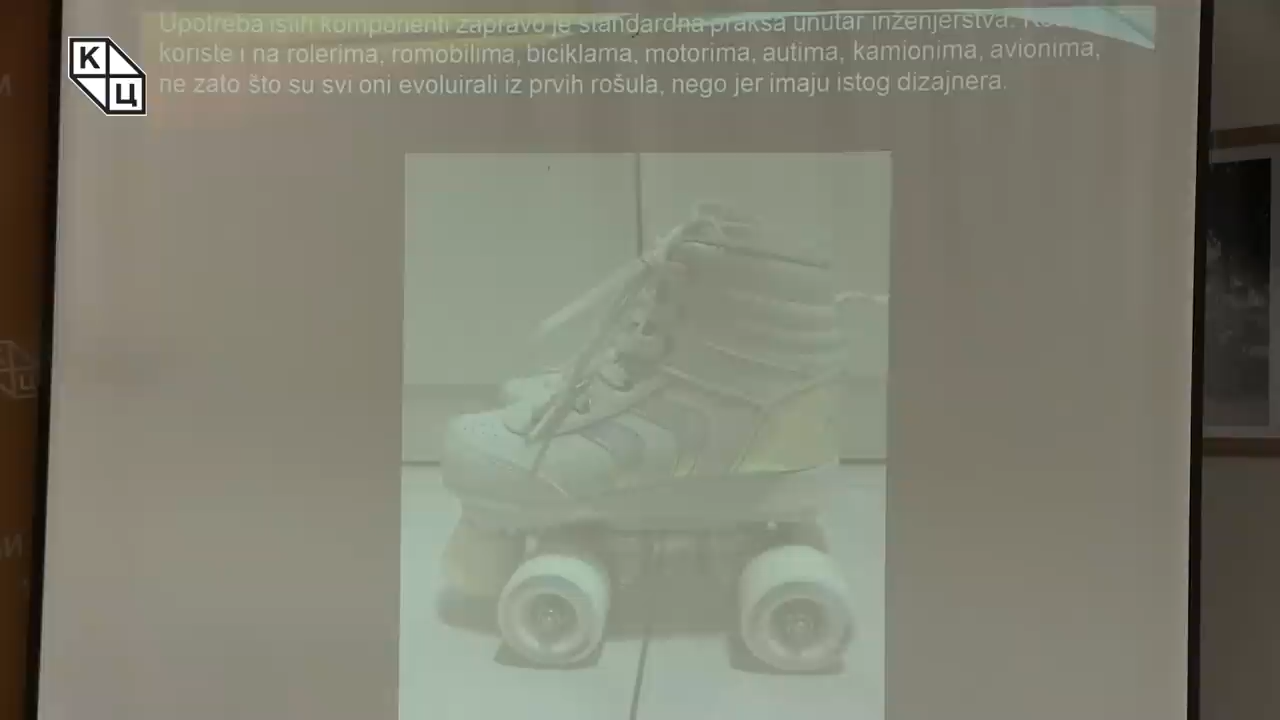 Upotreba istih komponenti zapravo je standardna praksa unutar inženjerstva.
koriste i na rolerima, romobilima, biciklama, motorima, autima, kamionima, avionima,
ne zato što su svi oni evoluirali iz prvih rošula, nego jer imaju istog dizajnera.
К
Ц